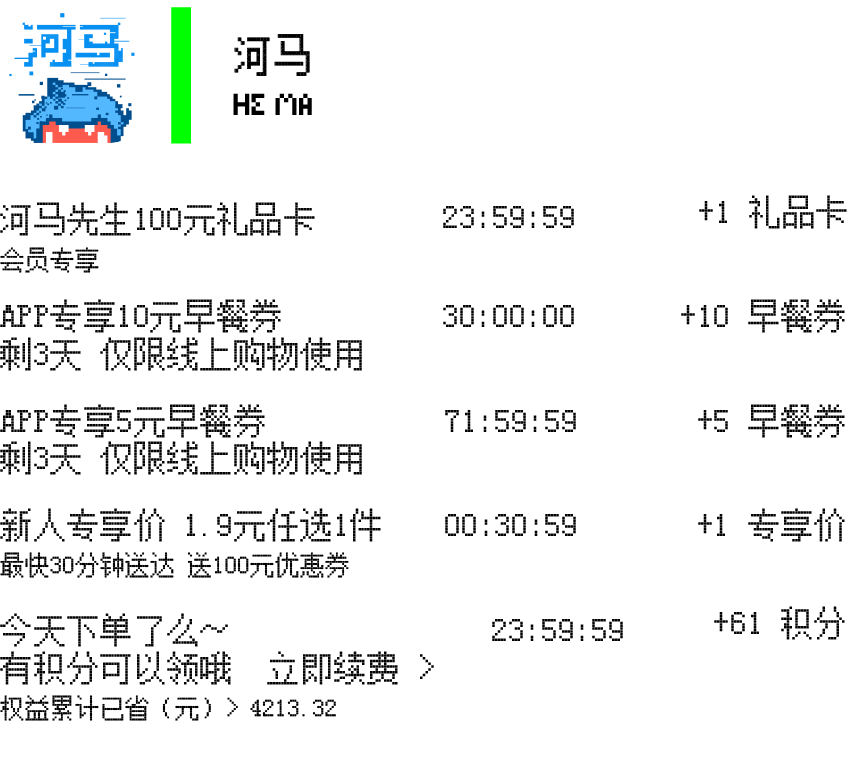 河马
河马
HE MA
河马先生100元礼品卡 23:59:59 +1 礼品卡
会员专享
APP专享10元早餐券 30:00:00 +10 早餐券
剩3天 仅限线上购物使用
APP专享5元早餐券 71:59:59 +5 早餐券
剩3天 仅限线上购物使用
新人专享价 1.9元任选1件 00:30:59 +1 专享价
最快30分钟送达 送100元优惠券
今天下单了么~ 23:59:59 +61 积分
有积分可以领哦 立即续费 >
权益累计已省（元）> 4213.32